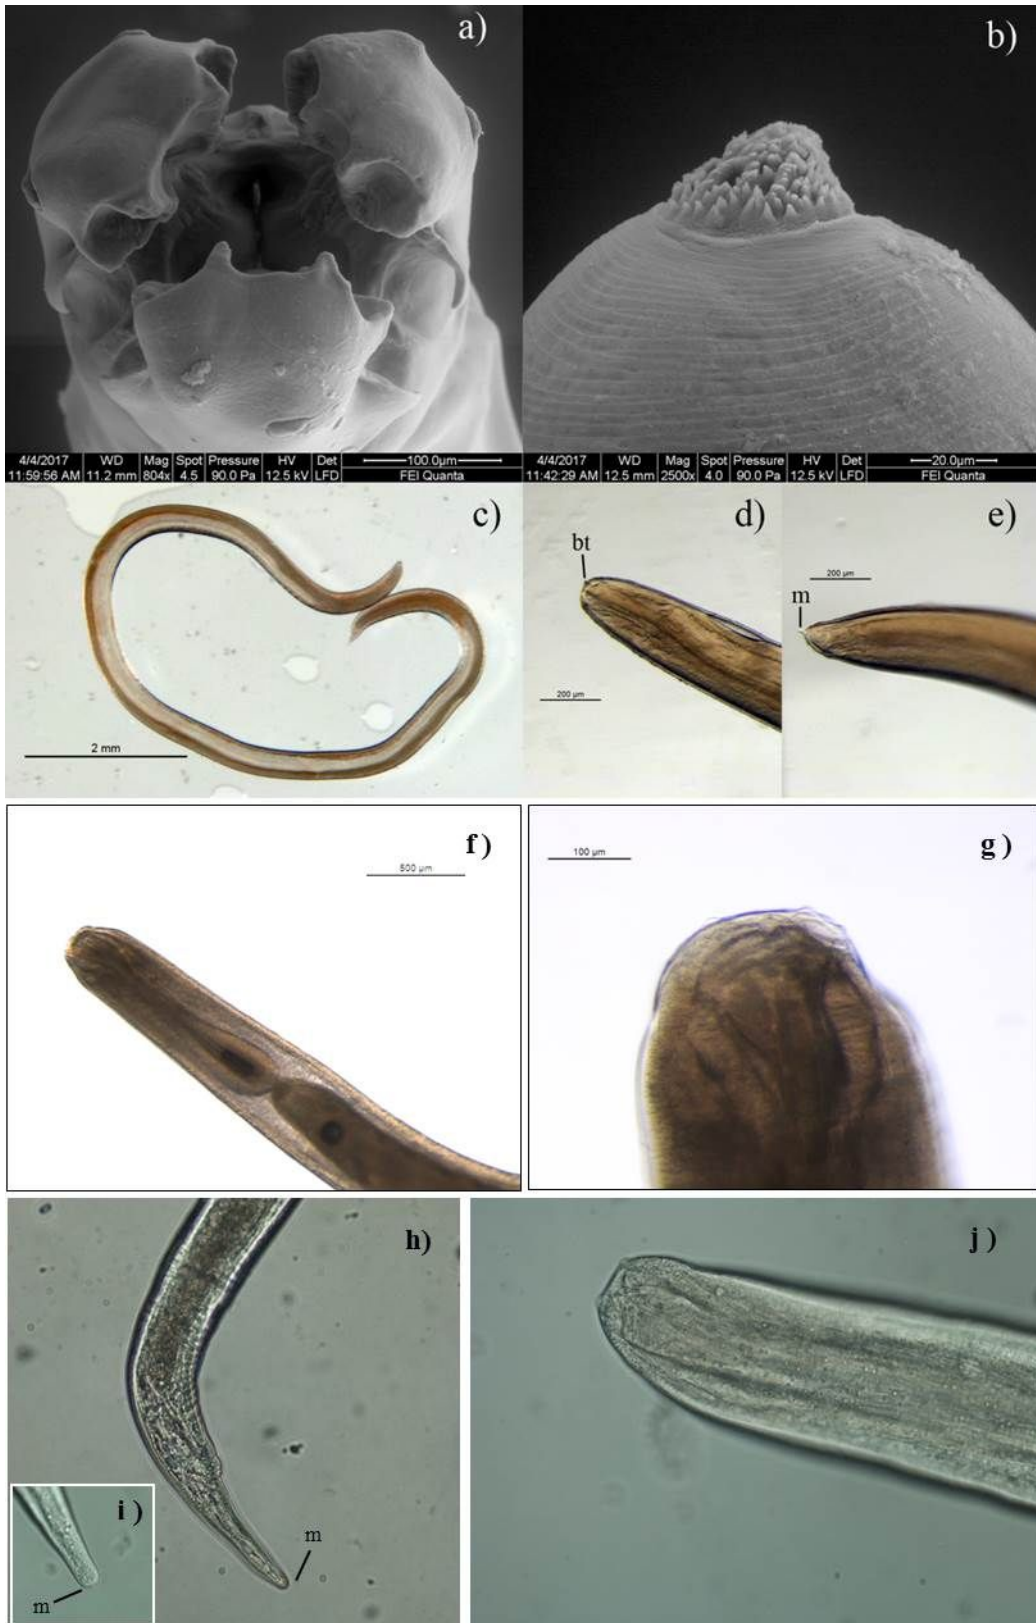 a)
b)
4/4/2017 WD Mag Spot Pressure HV Det 100.0µm
11:59:56 AM 11.2 mm 804x 4.5 90.0 Pa 12.5 kV LFD FEI Quanta
4/4/2017 WD Mag Spot Pressure HV Det 20.0µm
11:42:29 AM 12.5 mm 2500x 4.0 90.0 Pa 12.5 kV LFD FEI Quanta
c)
2 mm
d)
bt
200 µm
e)
200 µm
m
f )
500 µm
g )
100 µm
h)
m
i )
m
j )